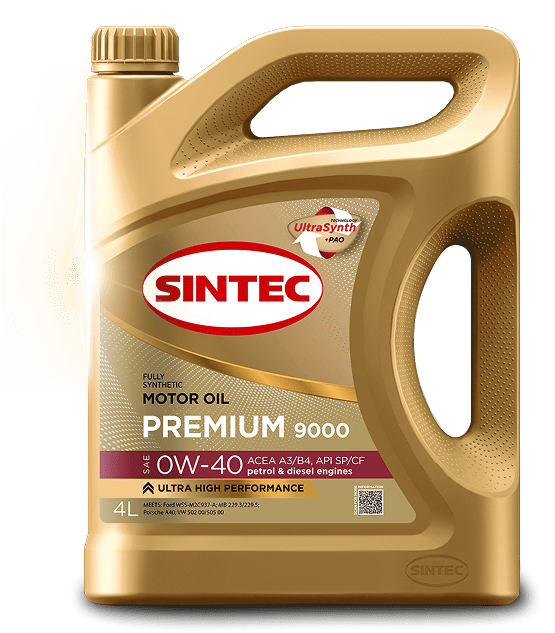 TECHNOLOGY
UltraSynth
+PAO
SINTEC
FULLY
SYNTHETIC
MOTOR OIL
PREMIUM 9000
SAE 0W-40 ACEA A3/B4, API SP/CF
petrol & diesel engines
ULTRA HIGH PERFORMANCE
4L
MEETS: Ford WSS-M2C937-A; MB 229.3/229.5;
Porsche A40; VW 502 00/505 00
INFORMATION
SINTEC